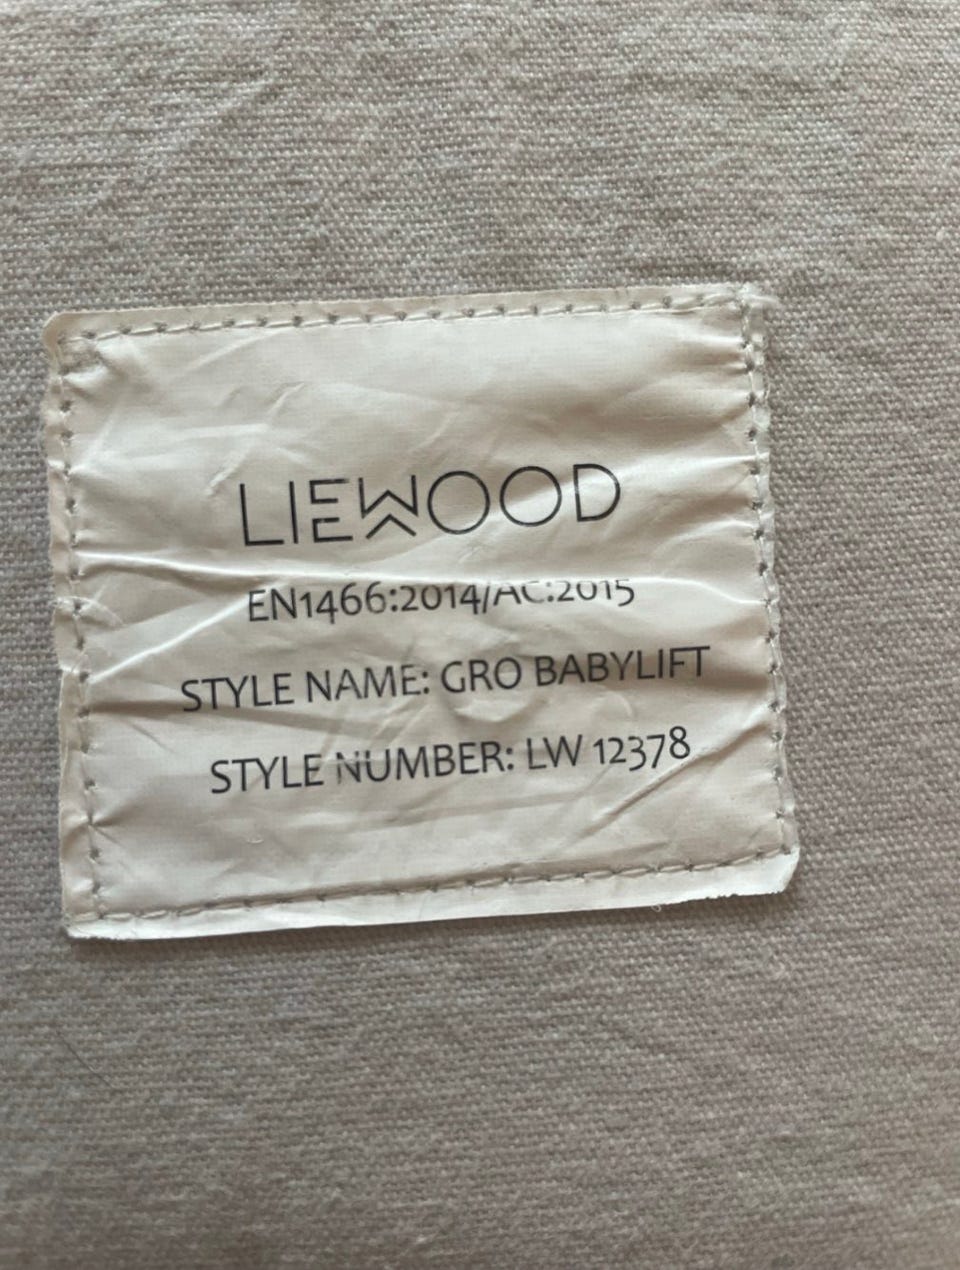 LIEWOOD
EN1466:2014/AC:2015
STYLE NAME: GRO BABYLIFT
STYLE NUMBER: LW 12378